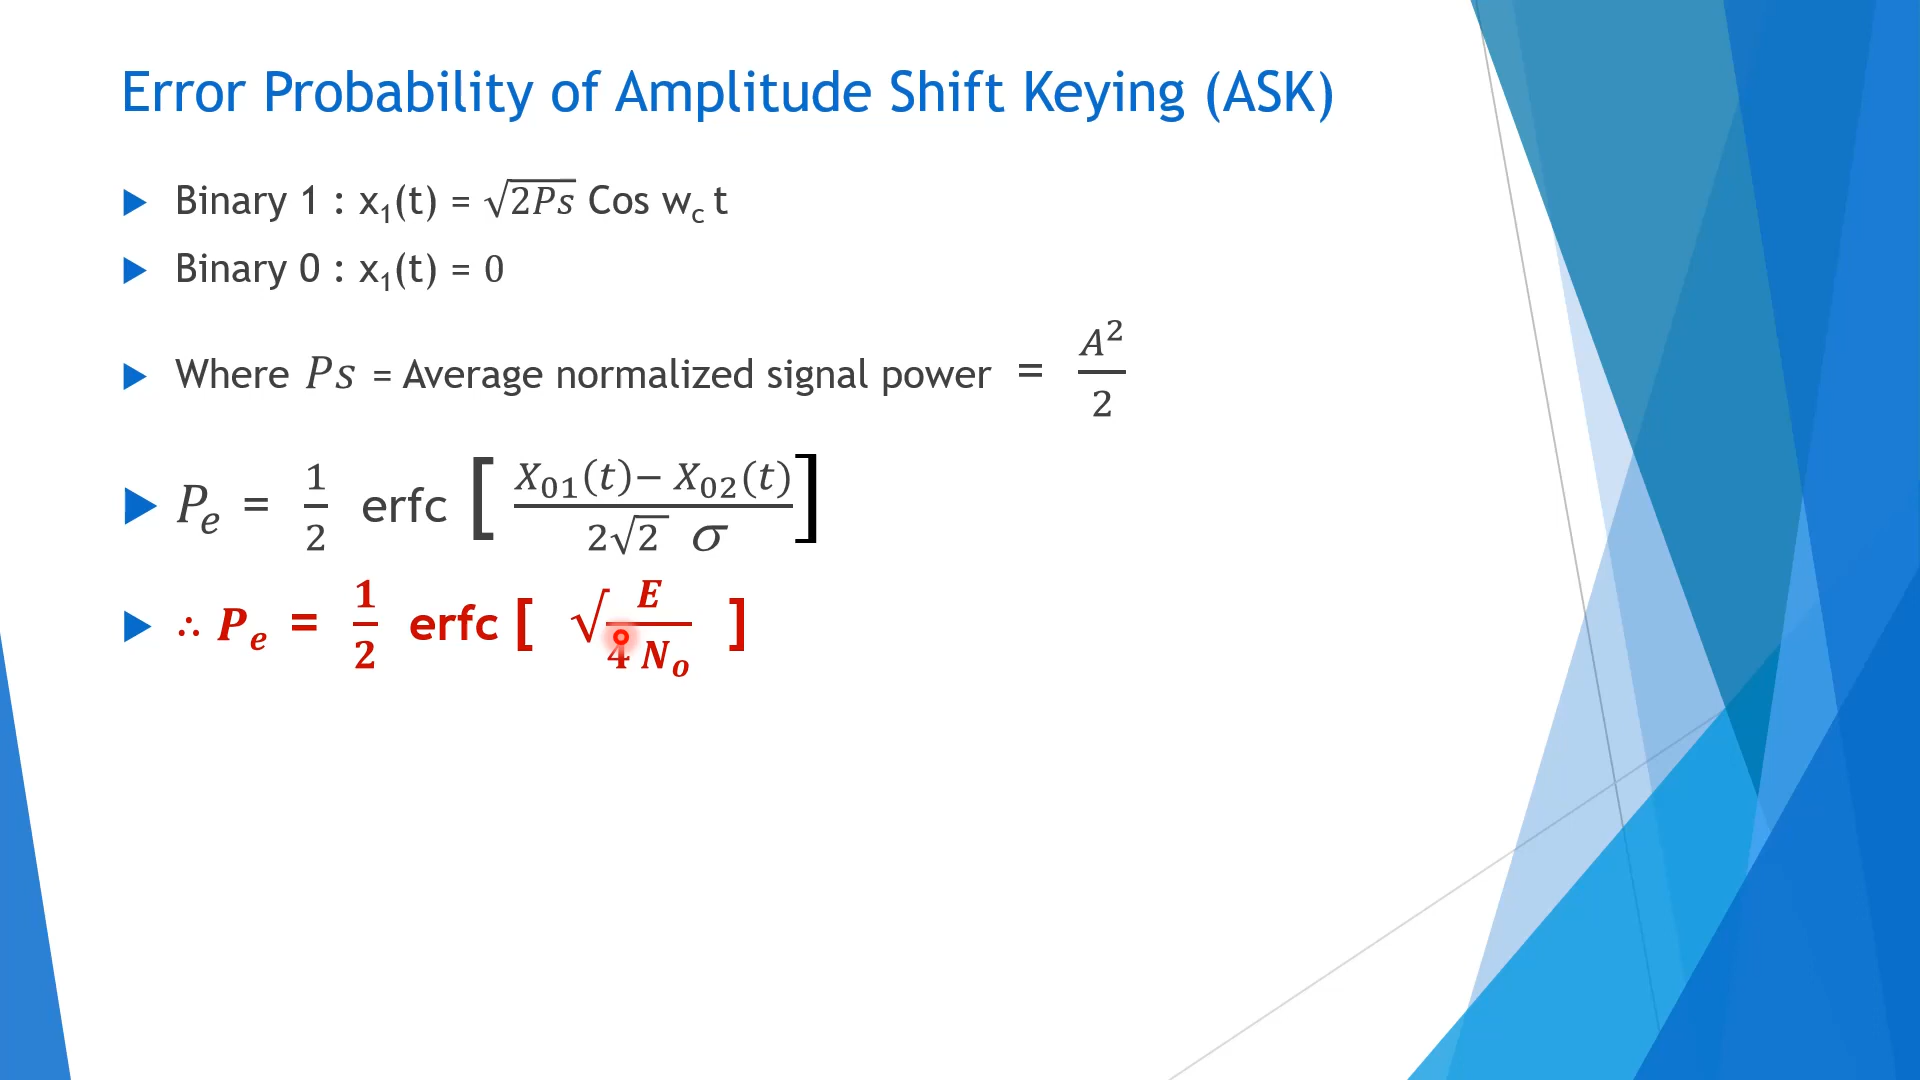 Error Probability of Amplitude Shift Keying (ASK)
Binary 1 : x₁(t) = √2Ps Cos w_c t
Binary 0 : x₁(t) = 0
Where Ps = Average normalized signal power = A²/2
P_e = 1/2 erfc [ X₀₁(t)− X₀₂(t) / 2√2 σ ]
∴ P_e = 1/2 erfc [ √ E / 4 N_o ]